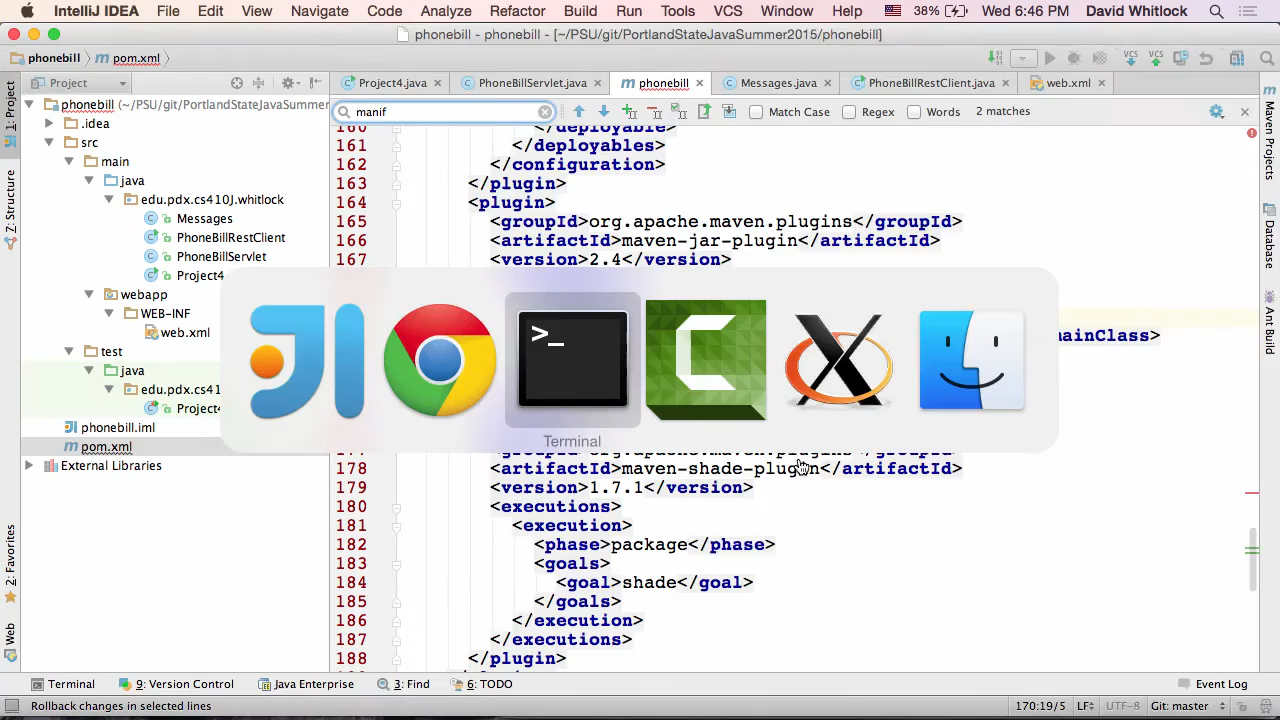 IntelliJ IDEA File Edit View Navigate Code Analyze Refactor Build Run Tools VCS Window Help 38% Wed 6:46 PM David Whitlock
phonebill - phonebill - [~/PSU/git/PortlandStateJavaSummer2015/phonebill]
phonebill pom.xml
Project Project4.java PhoneBillServlet.java phonebill Messages.java PhoneBillRestClient.java web.xml
manif Match Case Regex Words 2 matches
phonebill (~/PSU/git/PortlandStateJavaSummer
.idea
src
main
java
edu.pdx.cs410J.whitlock
Messages
PhoneBillRestClient
PhoneBillServlet
Project4
webapp
WEB-INF
web.xml
test
java
edu.pdx.cs41
Project4
phonebill.iml
pom.xml
External Libraries
160 </deployable>
161 </deployables>
162 </configuration>
163 </plugin>
164 <plugin>
165 <groupId>org.apache.maven.plugins</groupId>
166 <artifactId>maven-jar-plugin</artifactId>
167 <version>2.4</version>
ainClass>
Terminal
178 <artifactId>maven-shade-plugin</artifactId>
179 <version>1.7.1</version>
180 <executions>
181 <execution>
182 <phase>package</phase>
183 <goals>
184 <goal>shade</goal>
185 </goals>
186 </execution>
187 </executions>
188 </plugin>
1: Project
Z: Structure
2: Favorites
Web
Maven Projects
Database
Ant Build
Terminal 9: Version Control Java Enterprise 3: Find 6: TODO Event Log
Rollback changes in selected lines 170:19/5 LF UTF-8 Git: master